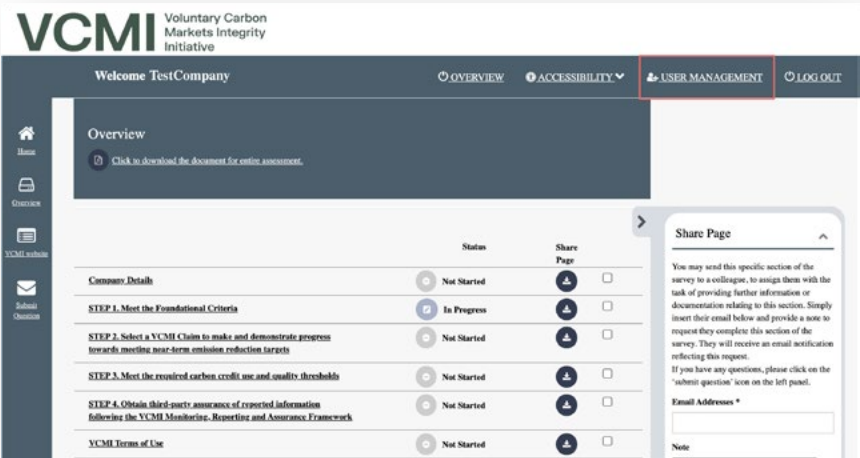 VCMI
Voluntary Carbon
Markets Integrity
Initiative
Welcome TestCompany
OVERVIEW
ACCESSIBILITY
USER MANAGEMENT
LOG OUT
Home
Overview
VCMI website
Submit
Question
Overview
Click to download the document for entire assessment.
Status
Share
Page
Company Details
Not Started
STEP 1. Meet the Foundational Criteria
In Progress
STEP 2. Select a VCMI Claim to make and demonstrate progress
towards meeting near-term emission reduction targets
Not Started
STEP 3. Meet the required carbon credit use and quality thresholds
Not Started
STEP 4. Obtain third-party assurance of reported information
following the VCMI Monitoring, Reporting and Assurance Framework
Not Started
VCMI Terms of Use
Not Started
Share Page
You may send this specific section of the
survey to a colleague, to assign them with the
task of providing further information or
documentation relating to this section. Simply
insert their email below and provide a note to
request they complete this section of the
survey. They will receive an email notification
reflecting this request.
If you have any questions, please click on the
'submit question' icon on the left panel.
Email Addresses *
Note